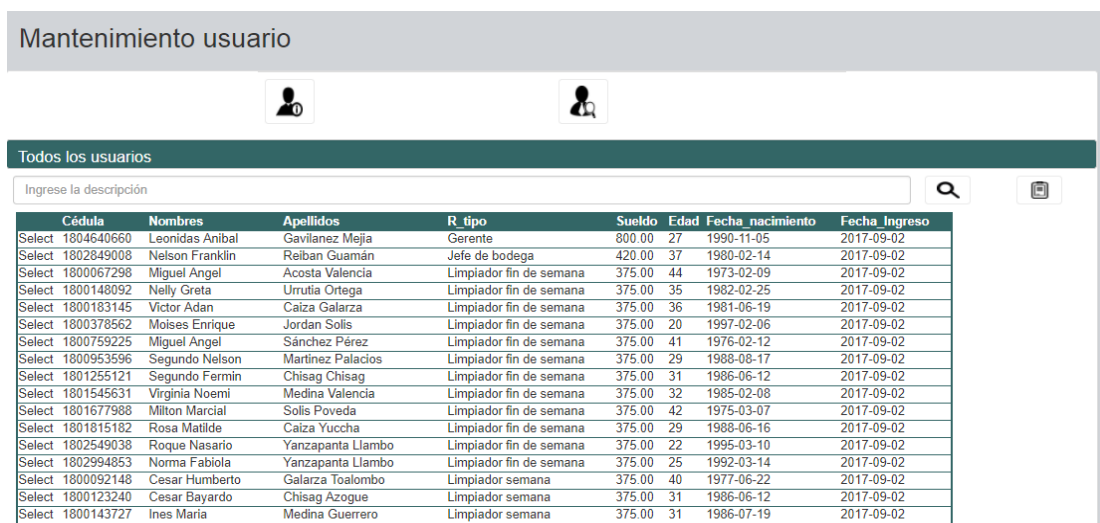 Mantenimiento usuario
Todos los usuarios
Ingrese la descripción
Cédula Nombres Apellidos R_tipo Sueldo Edad Fecha_nacimiento Fecha_Ingreso
Select 1804640660 Leonidas Anibal Gavilanez Mejia Gerente 800.00 27 1990-11-05 2017-09-02
Select 1802849008 Nelson Franklin Reiban Guamán Jefe de bodega 420.00 37 1980-02-14 2017-09-02
Select 1800067298 Miguel Angel Acosta Valencia Limpiador fin de semana 375.00 44 1973-02-09 2017-09-02
Select 1800148092 Nelly Greta Urrutia Ortega Limpiador fin de semana 375.00 35 1982-02-25 2017-09-02
Select 1800183145 Victor Adan Caiza Galarza Limpiador fin de semana 375.00 36 1981-06-19 2017-09-02
Select 1800378562 Moises Enrique Jordan Solis Limpiador fin de semana 375.00 20 1997-02-06 2017-09-02
Select 1800759225 Miguel Angel Sánchez Pérez Limpiador fin de semana 375.00 41 1976-02-12 2017-09-02
Select 1800953596 Segundo Nelson Martinez Palacios Limpiador fin de semana 375.00 29 1988-08-17 2017-09-02
Select 1801255121 Segundo Fermin Chisag Chisag Limpiador fin de semana 375.00 31 1986-06-12 2017-09-02
Select 1801545631 Virginia Noemi Medina Valencia Limpiador fin de semana 375.00 32 1985-02-08 2017-09-02
Select 1801677988 Milton Marcial Solis Poveda Limpiador fin de semana 375.00 42 1975-03-07 2017-09-02
Select 1801815182 Rosa Matilde Caiza Yuccha Limpiador fin de semana 375.00 29 1988-06-16 2017-09-02
Select 1802549038 Roque Nasario Yanzapanta Llambo Limpiador fin de semana 375.00 22 1995-03-10 2017-09-02
Select 1802994853 Norma Fabiola Yanzapanta Llambo Limpiador fin de semana 375.00 25 1992-03-14 2017-09-02
Select 1800092148 Cesar Humberto Galarza Toalombo Limpiador semana 375.00 40 1977-06-22 2017-09-02
Select 1800123240 Cesar Bayardo Chisag Azogue Limpiador semana 375.00 31 1986-06-12 2017-09-02
Select 1800143727 Ines Maria Medina Guerrero Limpiador semana 375.00 31 1986-07-19 2017-09-02